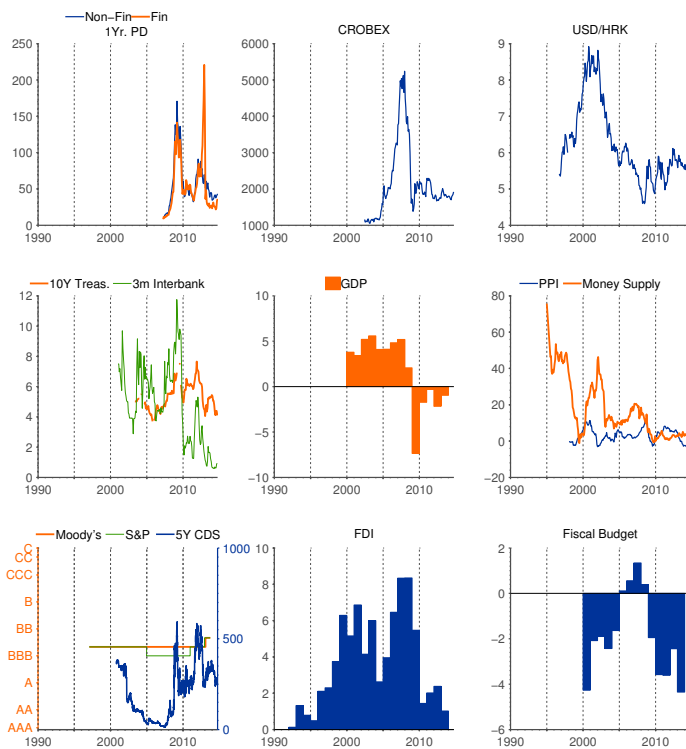 Non-Fin Fin
1Yr. PD
CROBEX
USD/HRK
250
200
150
100
50
0
1990 2000 2010
6000
5000
4000
3000
2000
1000
1990 2000 2010
9
8
7
6
5
4
1990 2000 2010
10Y Treas. 3m Interbank
GDP
PPI Money Supply
12
10
8
6
4
2
0
1990 2000 2010
10
5
0
−5
−10
1990 2000 2010
80
60
40
20
0
−20
1990 2000 2010
Moody's S&P 5Y CDS
FDI
Fiscal Budget
C
CC
CCC
B
BB
BBB
A
AA
AAA
1000
500
0
1990 2000 2010
10
8
6
4
2
0
1990 2000 2010
2
0
−2
−4
−6
1990 2000 2010